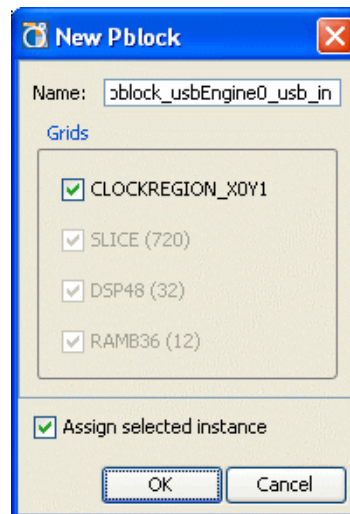 New Pblock
Name: pblock_usbEngine0_usb_in
Grids
CLOCKREGION_X0Y1
SLICE (720)
DSP48 (32)
RAMB36 (12)
Assign selected instance
OK Cancel